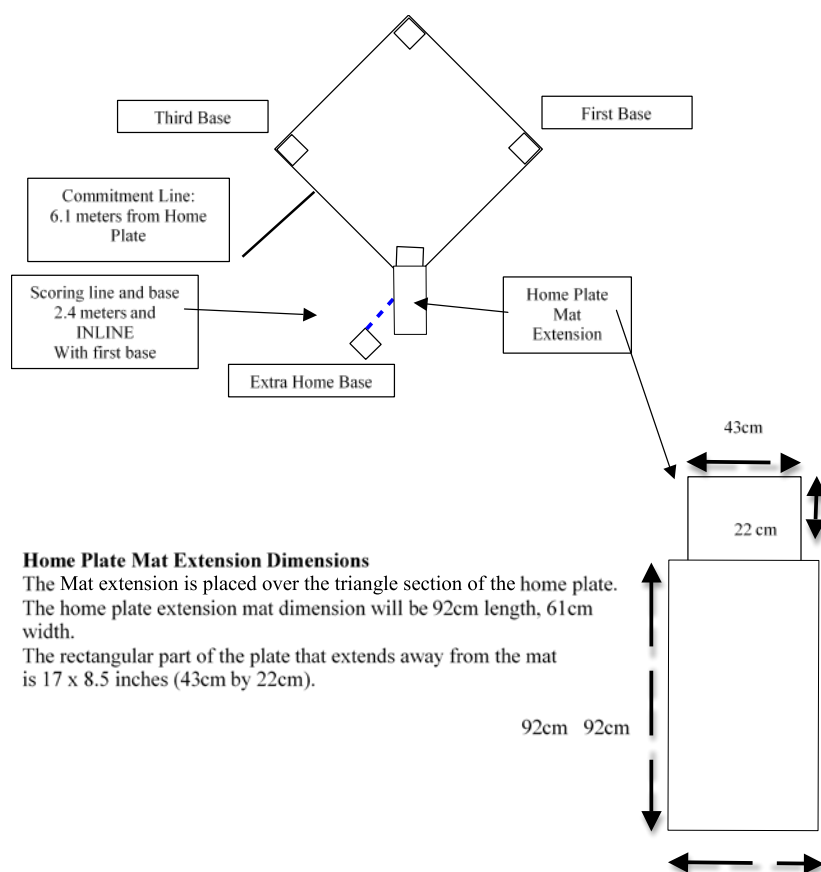 Third Base
First Base
Commitment Line:
6.1 meters from Home
Plate
Scoring line and base
2.4 meters and
INLINE
With first base
Home Plate
Mat
Extension
Extra Home Base
43cm
22 cm
Home Plate Mat Extension Dimensions
The Mat extension is placed over the triangle section of the home plate.
The home plate extension mat dimension will be 92cm length, 61cm
width.
The rectangular part of the plate that extends away from the mat
is 17 x 8.5 inches (43cm by 22cm).
92cm 92cm